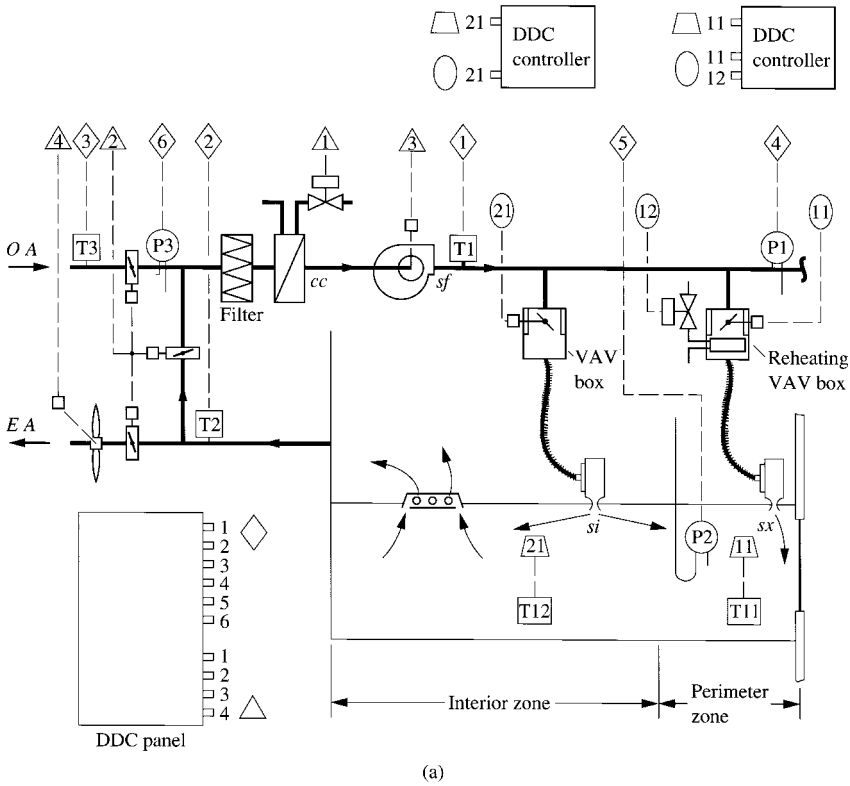 21
DDC
controller
21
11
DDC
controller
11
12
4
3
2
6
2
1
3
1
5
4
21
12
11
T3
P3
T1
P1
OA
cc
sf
Filter
VAV
box
Reheating
VAV box
EA
T2
si
sx
P2
21
11
T12
T11
1
2
3
4
5
6
1
2
3
4
DDC panel
Interior zone
Perimeter
zone
(a)